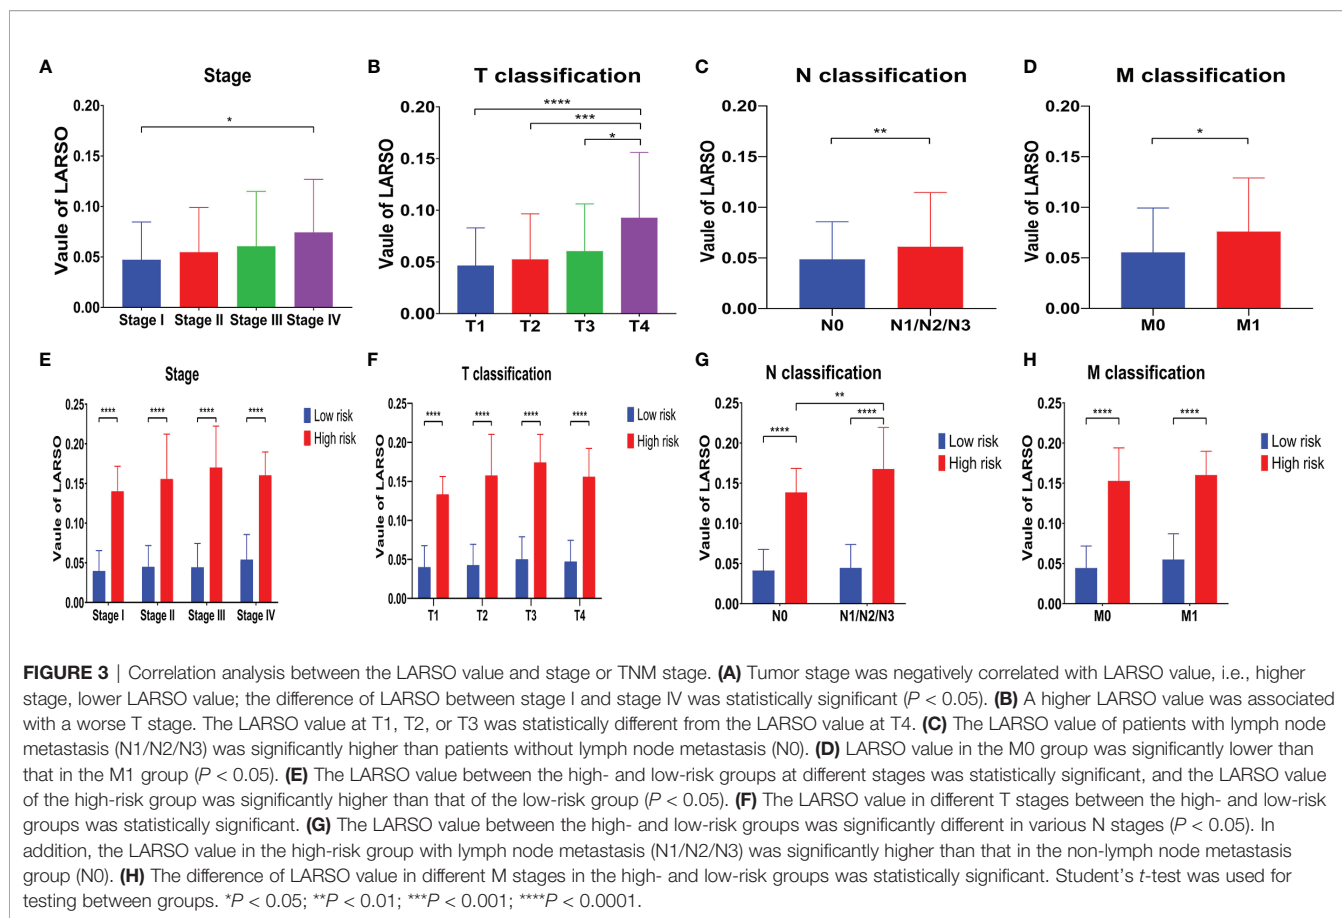 A
Stage
Vaule of LARSO
0.20
0.15
0.10
0.05
0.00
*
Stage I Stage II Stage III Stage IV
B
T classification
Vaule of LARSO
0.20
0.15
0.10
0.05
0.00
****
***
*
T1 T2 T3 T4
C
N classification
Vaule of LARSO
0.20
0.15
0.10
0.05
0.00
**
N0 N1/N2/N3
D
M classification
Vaule of LARSO
0.20
0.15
0.10
0.05
0.00
*
M0 M1
E
Stage
Vaule of LARSO
0.25
0.20
0.15
0.10
0.05
0.00
**** **** **** ****
Low risk
High risk
Stage I Stage II Stage III Stage IV
F
T classification
Vaule of LARSO
0.25
0.20
0.15
0.10
0.05
0.00
**** **** **** ****
Low risk
High risk
T1 T2 T3 T4
G
N classification
Vaule of LARSO
0.25
0.20
0.15
0.10
0.05
0.00
**
**** ****
Low risk
High risk
N0 N1/N2/N3
H
M classification
Vaule of LARSO
0.25
0.20
0.15
0.10
0.05
0.00
**** ****
Low risk
High risk
M0 M1
FIGURE 3 | Correlation analysis between the LARSO value and stage or TNM stage. (A) Tumor stage was negatively correlated with LARSO value, i.e., higher
stage, lower LARSO value; the difference of LARSO between stage I and stage IV was statistically significant (P < 0.05). (B) A higher LARSO value was associated
with a worse T stage. The LARSO value at T1, T2, or T3 was statistically different from the LARSO value at T4. (C) The LARSO value of patients with lymph node
metastasis (N1/N2/N3) was significantly higher than patients without lymph node metastasis (N0). (D) LARSO value in the M0 group was significantly lower than
that in the M1 group (P < 0.05). (E) The LARSO value between the high- and low-risk groups at different stages was statistically significant, and the LARSO value
of the high-risk group was significantly higher than that of the low-risk group (P < 0.05). (F) The LARSO value in different T stages between the high- and low-risk
groups was statistically significant. (G) The LARSO value between the high- and low-risk groups was significantly different in various N stages (P < 0.05). In
addition, the LARSO value in the high-risk group with lymph node metastasis (N1/N2/N3) was significantly higher than that in the non-lymph node metastasis
group (N0). (H) The difference of LARSO value in different M stages in the high- and low-risk groups was statistically significant. Student's t-test was used for
testing between groups. *P < 0.05; **P < 0.01; ***P < 0.001; ****P < 0.0001.